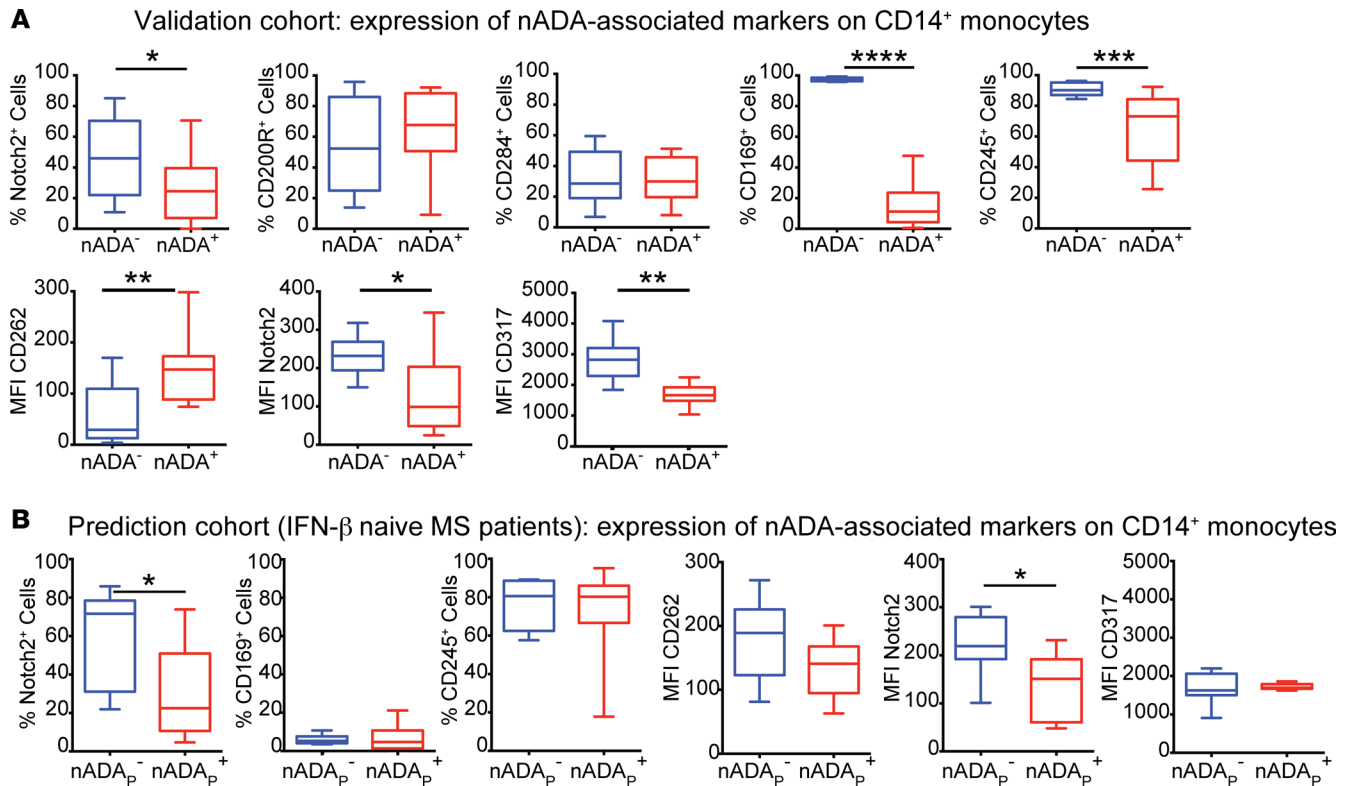 A
Validation cohort: expression of nADA-associated markers on CD14⁺ monocytes
% Notch2⁺ Cells
100
80
60
40
20
0
*
nADA⁻ nADA⁺
% CD200R⁺ Cells
100
80
60
40
20
0
nADA⁻ nADA⁺
% CD284⁺ Cells
100
80
60
40
20
0
nADA⁻ nADA⁺
% CD169⁺ Cells
100
80
60
40
20
0
****
nADA⁻ nADA⁺
% CD245⁺ Cells
100
80
60
40
20
0
***
nADA⁻ nADA⁺
MFI CD262
300
200
100
0
**
nADA⁻ nADA⁺
MFI Notch2
400
300
200
100
0
*
nADA⁻ nADA⁺
MFI CD317
5000
4000
3000
2000
1000
0
**
nADA⁻ nADA⁺
B
Prediction cohort (IFN-β naive MS patients): expression of nADA-associated markers on CD14⁺ monocytes
% Notch2⁺ Cells
100
80
60
40
20
0
*
nADAₚ⁻ nADAₚ⁺
% CD169⁺ Cells
100
80
60
40
20
0
nADAₚ⁻ nADAₚ⁺
% CD245⁺ Cells
100
80
60
40
20
0
nADAₚ⁻ nADAₚ⁺
MFI CD262
300
200
100
0
nADAₚ⁻ nADAₚ⁺
MFI Notch2
400
300
200
100
0
*
nADAₚ⁻ nADAₚ⁺
MFI CD317
5000
4000
3000
2000
1000
0
nADAₚ⁻ nADAₚ⁺